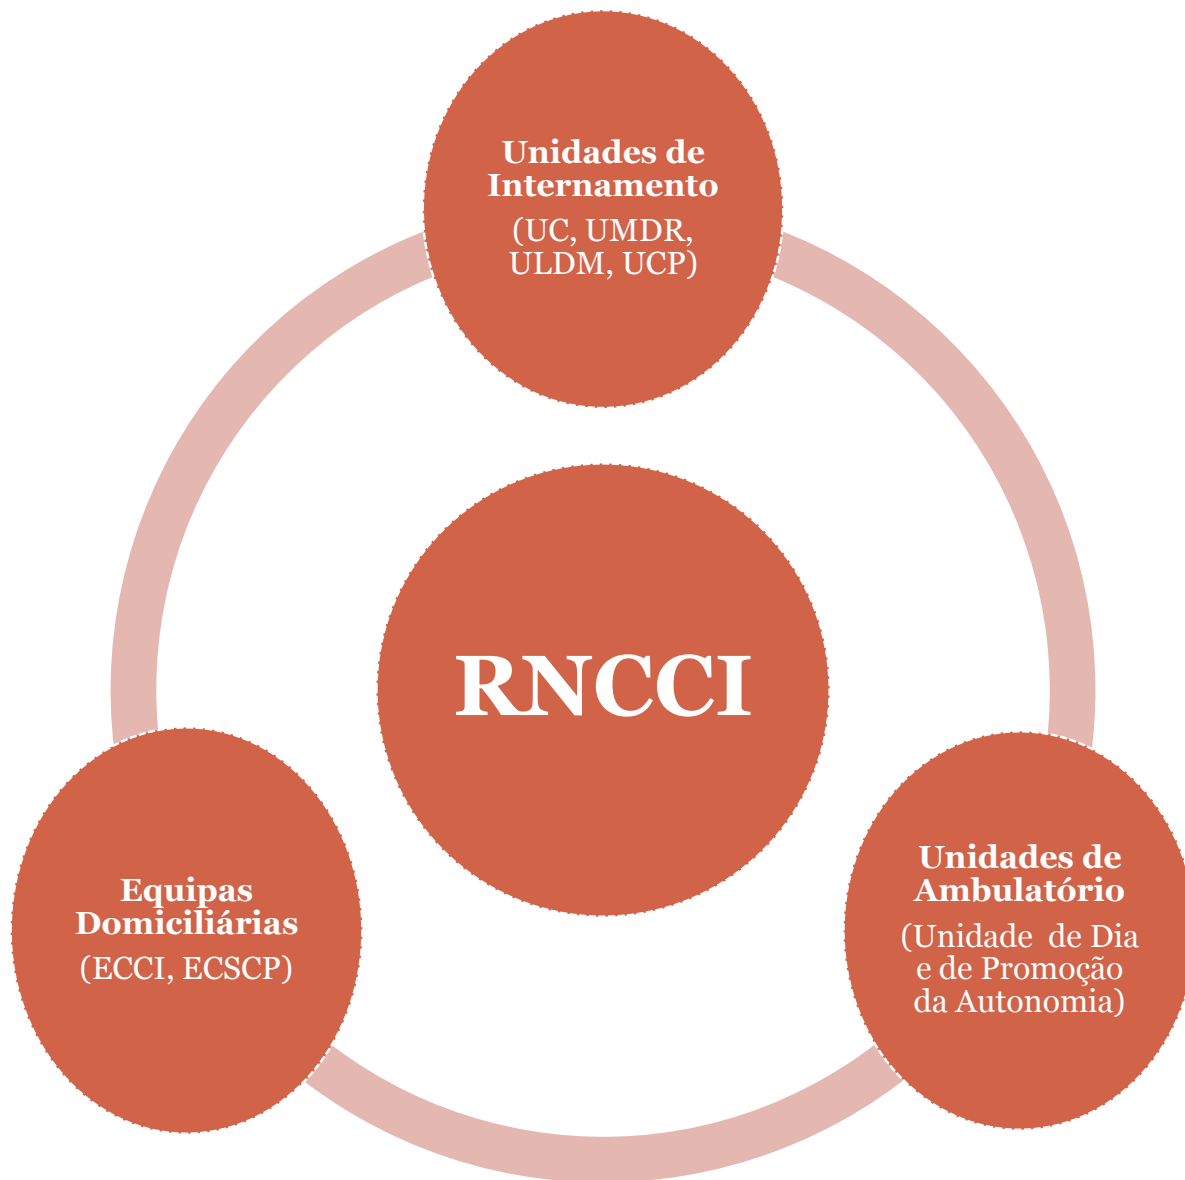 Unidades de
Internamento
(UC, UMDR,
ULDM, UCP)
RNCCI
Equipas
Domiciliárias
(ECCI, ECSCP)
Unidades de
Ambulatório
(Unidade  de Dia
e de Promoção
da Autonomia)